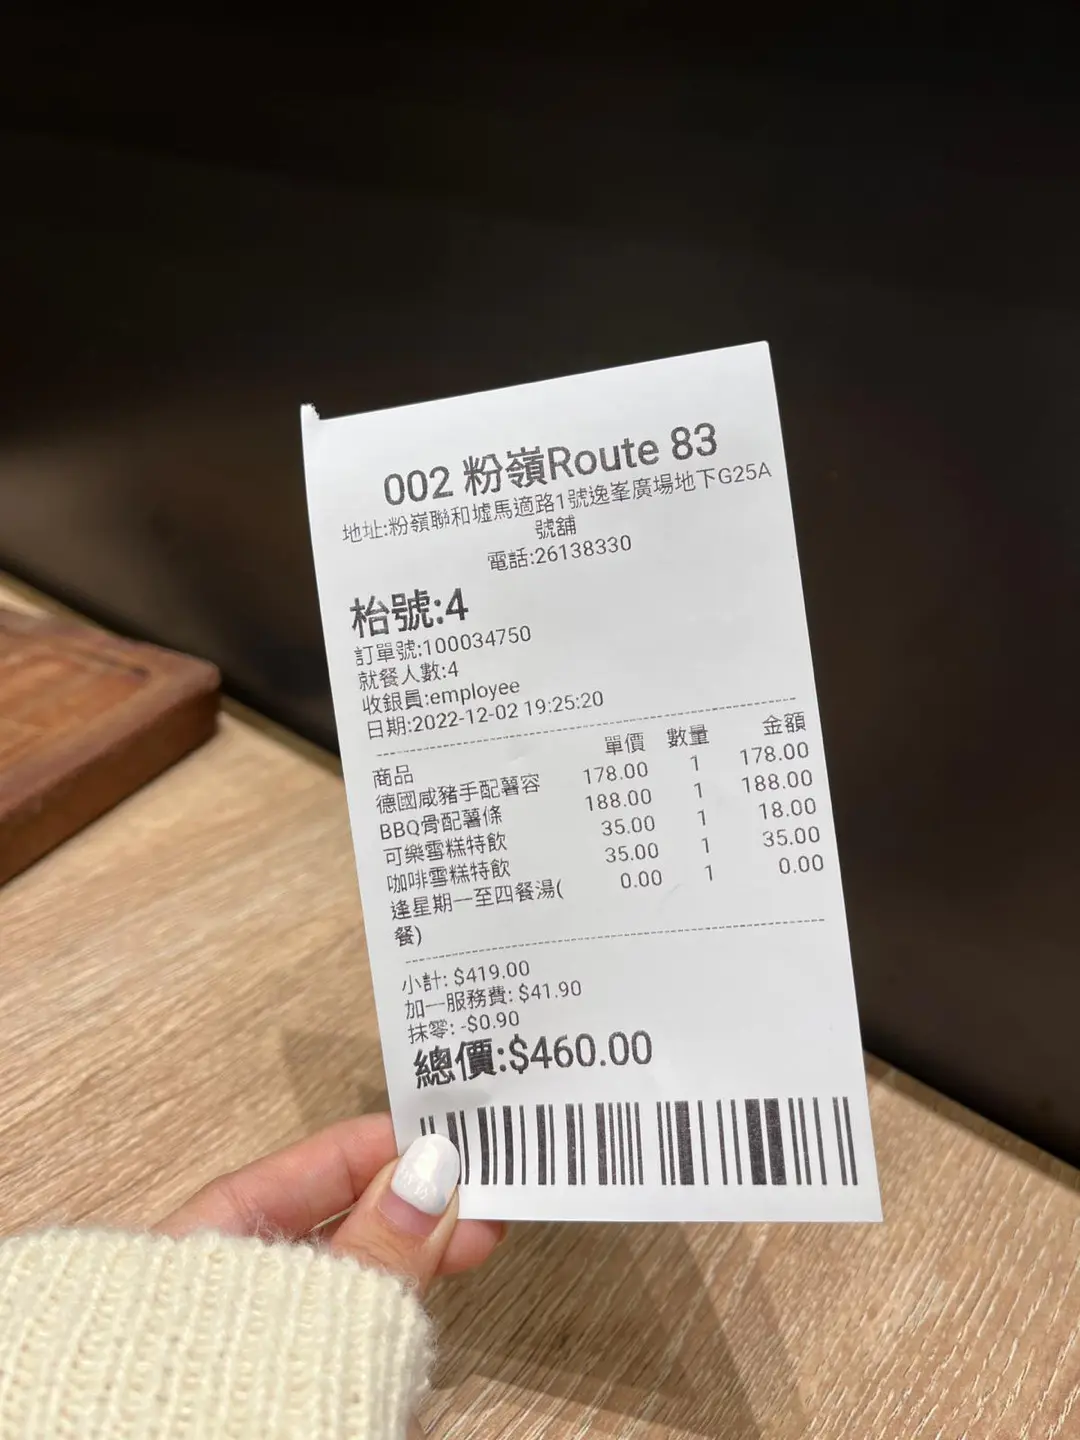 002 粉嶺Route 83
地址:粉嶺聯和墟馬適路1號逸峯廣場地下G25A
號舖
電話:26138330
枱號:4
訂單號:100034750
就餐人數:4
收銀員:employee
日期:2022-12-02 19:25:20
商品 單價 數量 金額
德國咸豬手配薯容 178.00 1 178.00
BBQ骨配薯條 188.00 1 188.00
可樂雪糕特飲 35.00 1 18.00
咖啡雪糕特飲 35.00 1 35.00
逢星期一至四餐湯( 0.00 1 0.00
餐)
小計: $419.00
加一服務費: $41.90
抹零: -$0.90
總價:$460.00